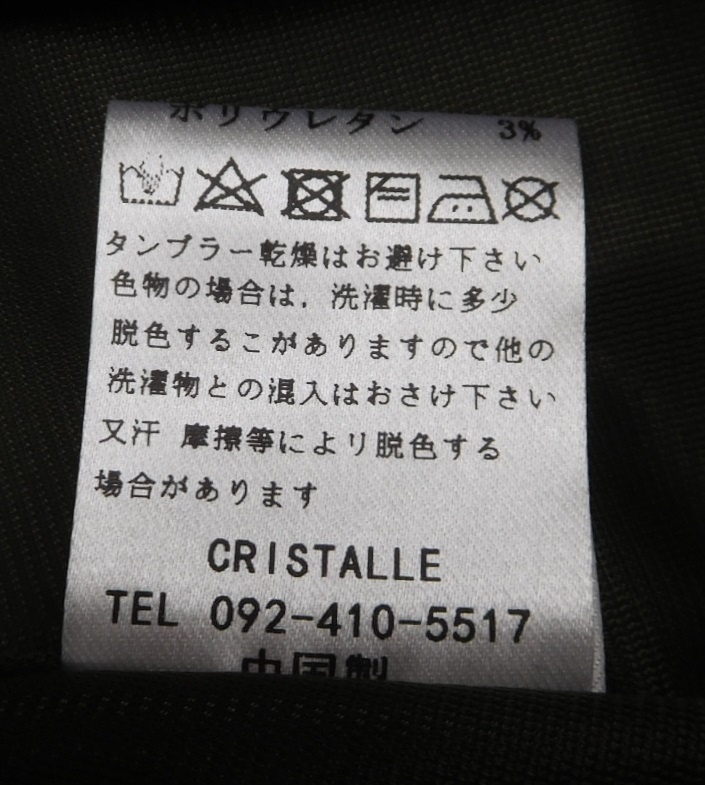 ポリウレタン 3%
タンブラー乾燥はお避け下さい
色物の場合は，洗濯時に多少
脱色するこがありますので他の
洗濯物との混入はおさけ下さい
又汗 摩擦等により脱色する
場合があります
CRISTALLE
TEL 092-410-5517
中国製